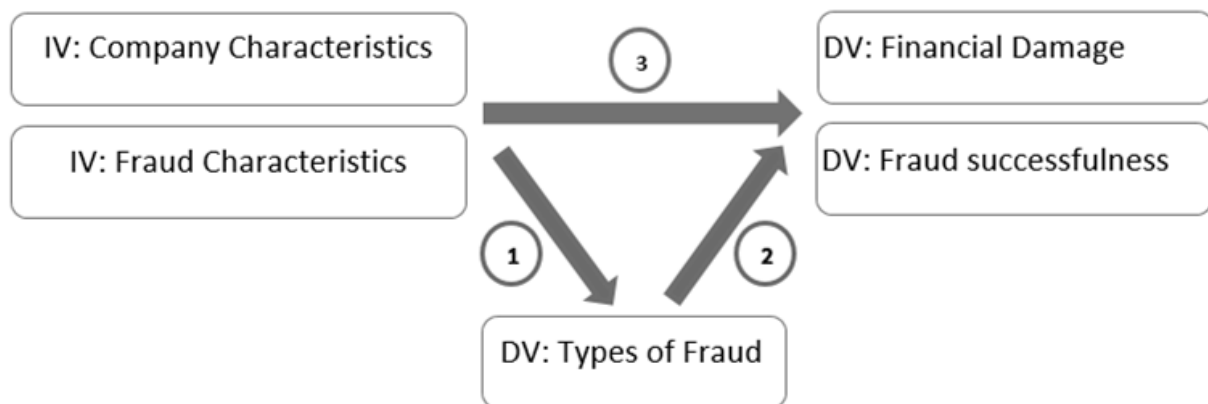 IV: Company Characteristics
IV: Fraud Characteristics
3
DV: Financial Damage
DV: Fraud successfulness
1
2
DV: Types of Fraud